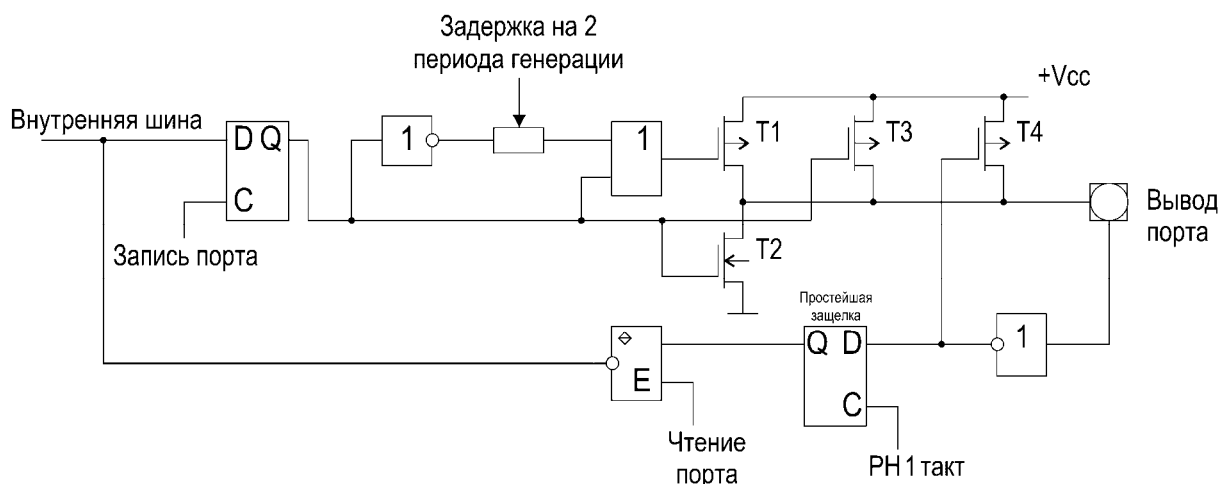 Задержка на 2
периода генерации
+Vcc
Внутренняя шина
D Q
C
1
1
T1
T3
T4
Вывод
порта
Запись порта
T2
Простейшая
защелка
Q D
C
1
E
Чтение
порта
PH 1 такт